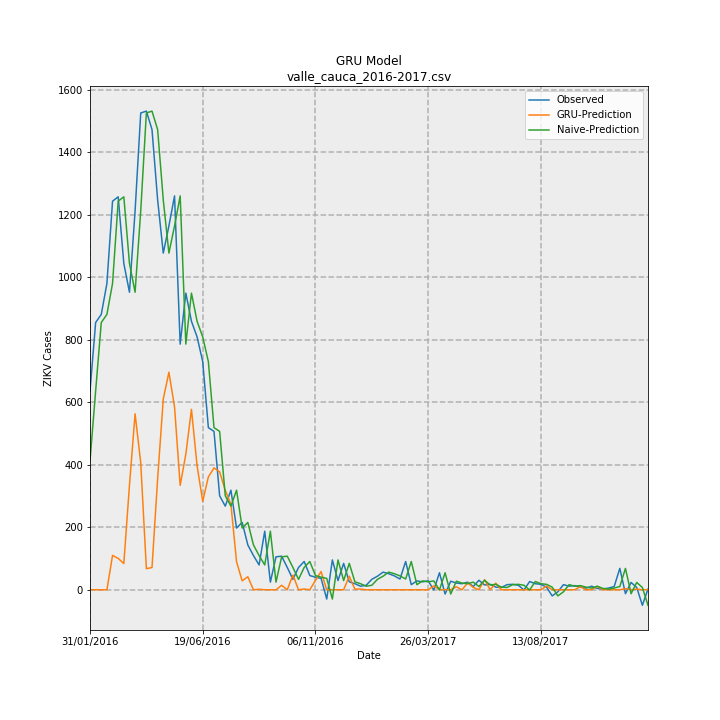 GRU Model
valle_cauca_2016-2017.csv
Observed
GRU-Prediction
Naive-Prediction
1600
1400
1200
1000
800
600
400
200
0
ZIKV Cases
31/01/2016 19/06/2016 06/11/2016 26/03/2017 13/08/2017
Date